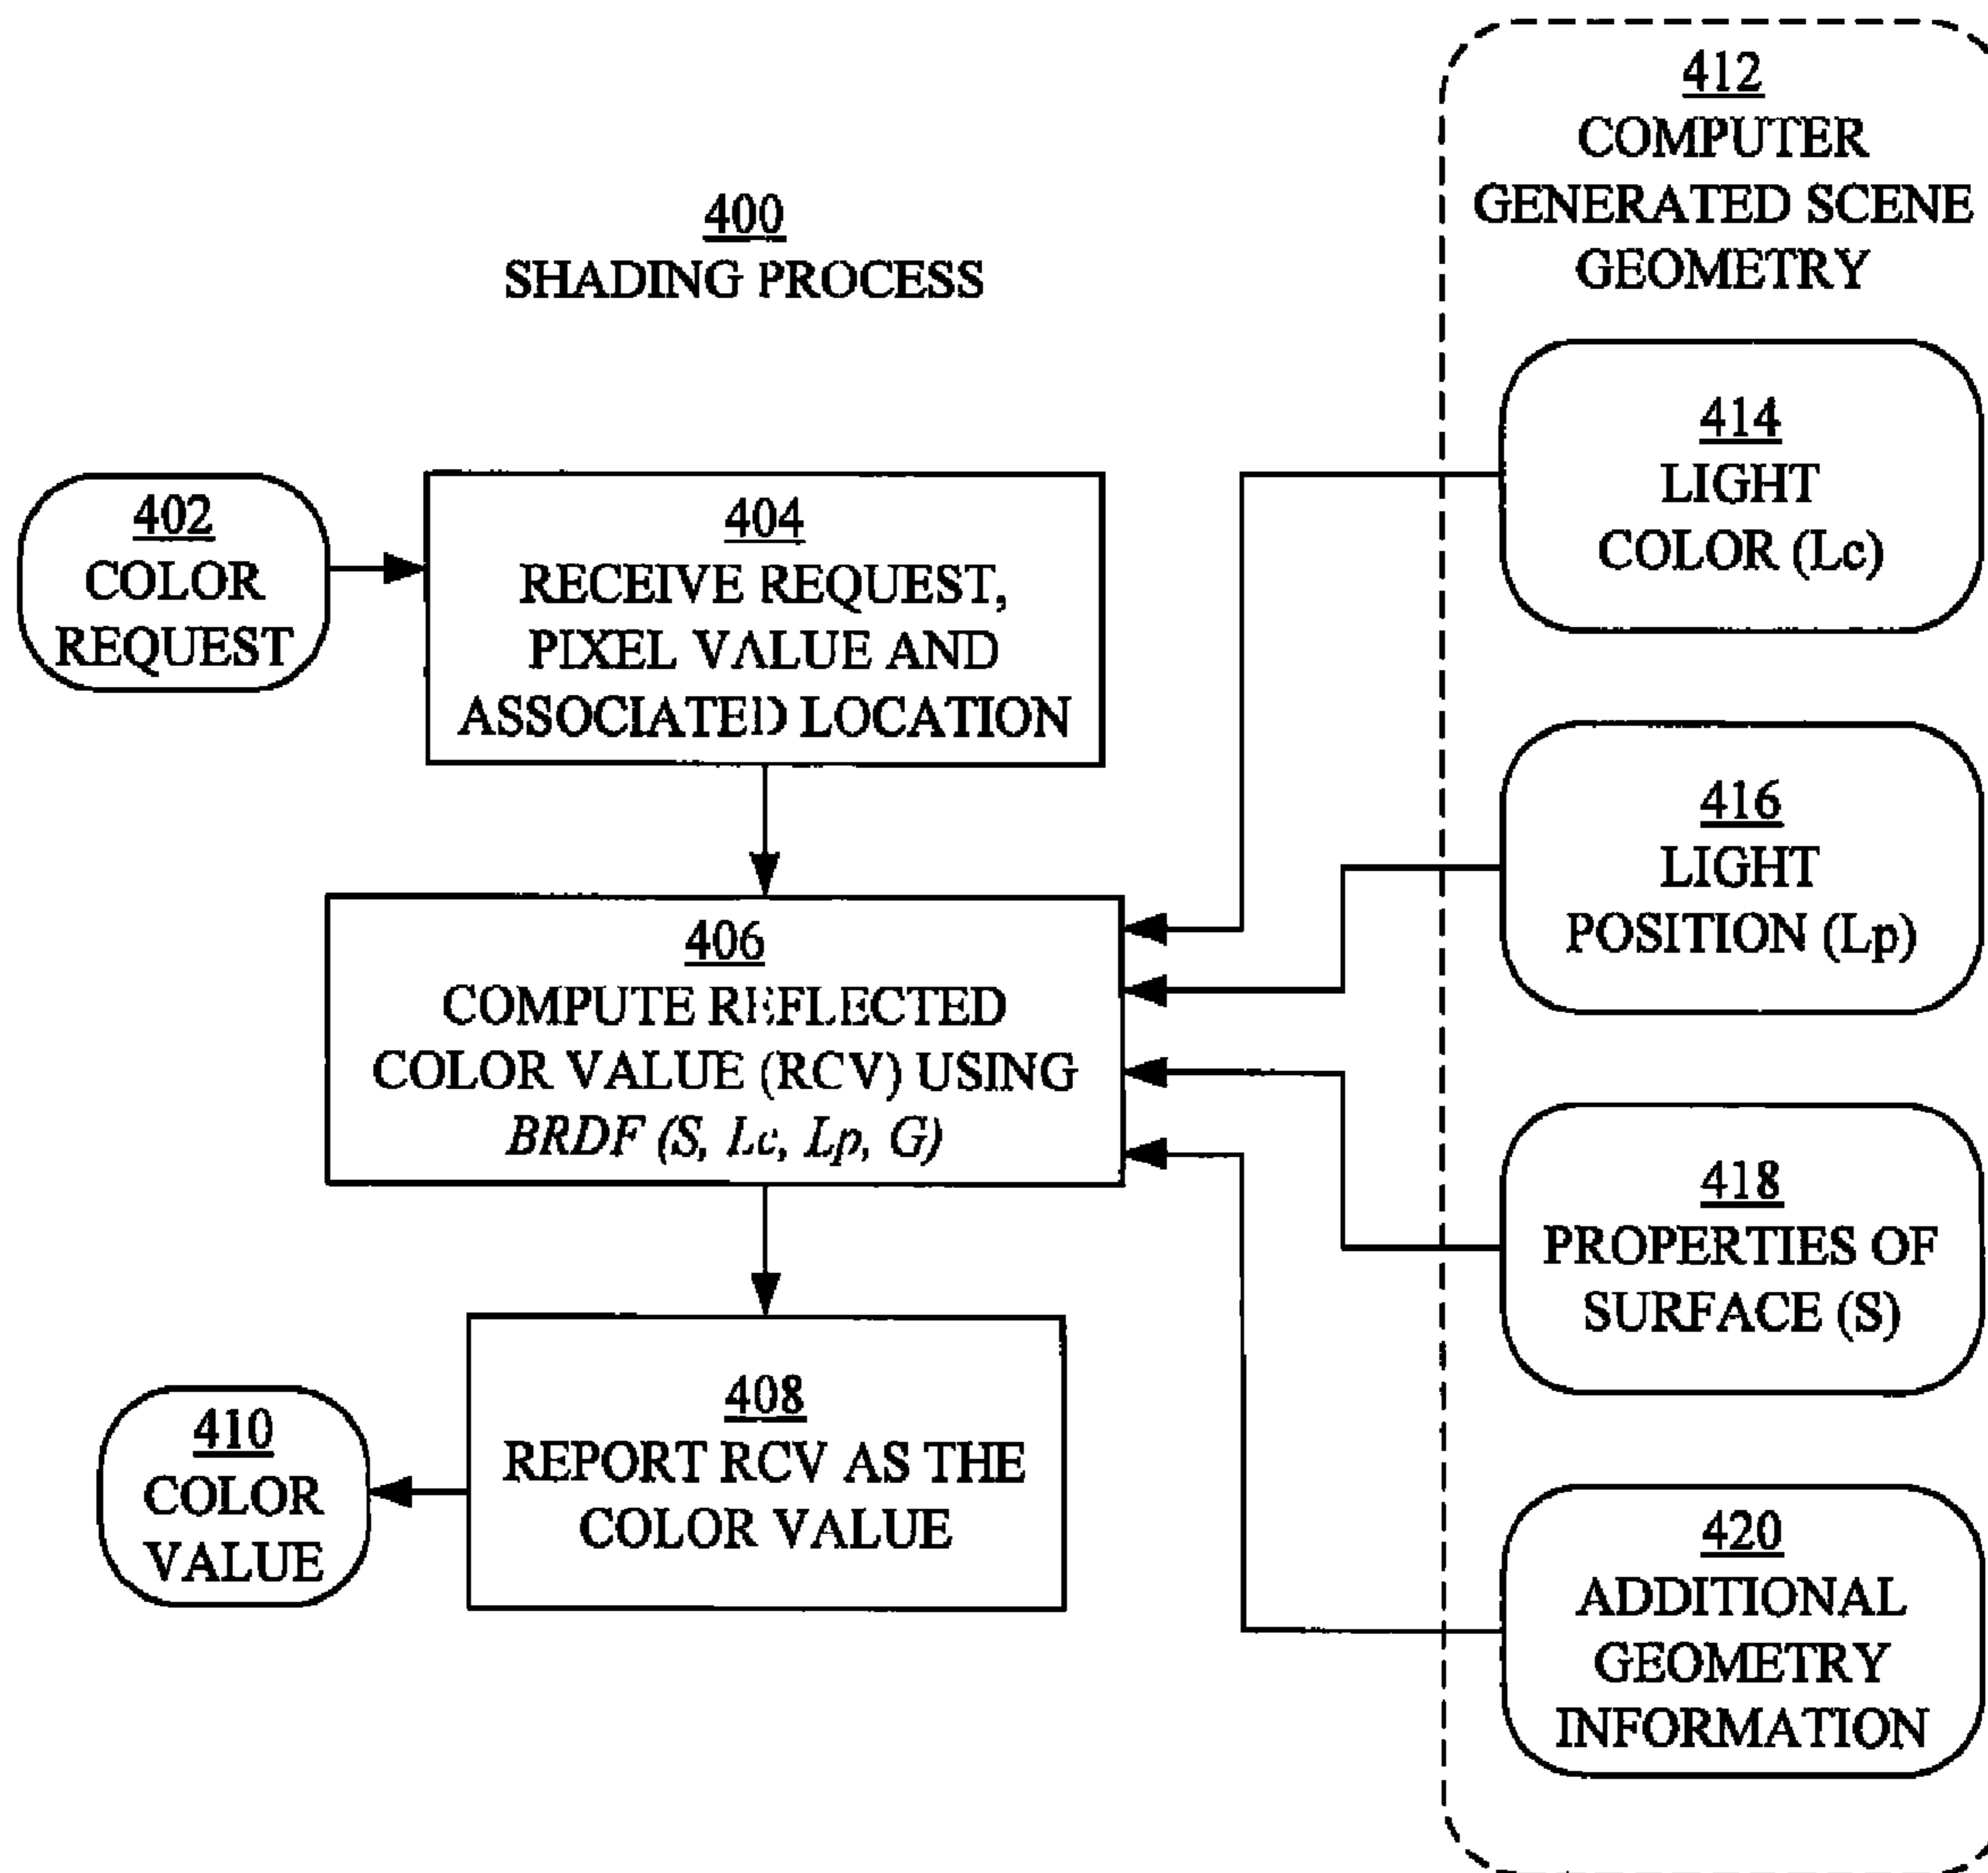 400
SHADING PROCESS
402
COLOR
REQUEST
404
RECEIVE REQUEST,
PIXEL VALUE AND
ASSOCIATED LOCATION
406
COMPUTE REFLECTED
COLOR VALUE (RCV) USING
BRDF (S, Lc, Lp, G)
408
REPORT RCV AS THE
COLOR VALUE
410
COLOR
VALUE
412
COMPUTER
GENERATED SCENE
GEOMETRY
414
LIGHT
COLOR (Lc)
416
LIGHT
POSITION (Lp)
418
PROPERTIES OF
SURFACE (S)
420
ADDITIONAL
GEOMETRY
INFORMATION